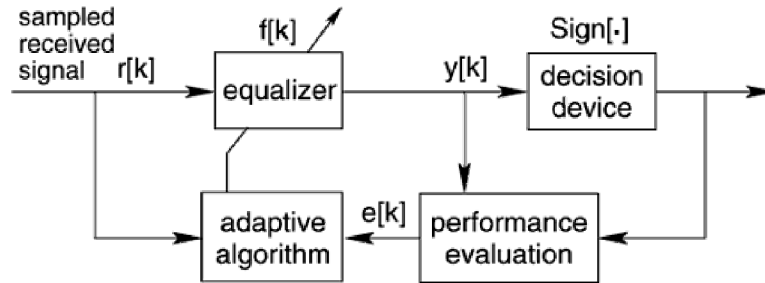 sampled
received
signal
r[k]
f[k]
equalizer
y[k]
Sign[·]
decision
device
adaptive
algorithm
e[k]
performance
evaluation